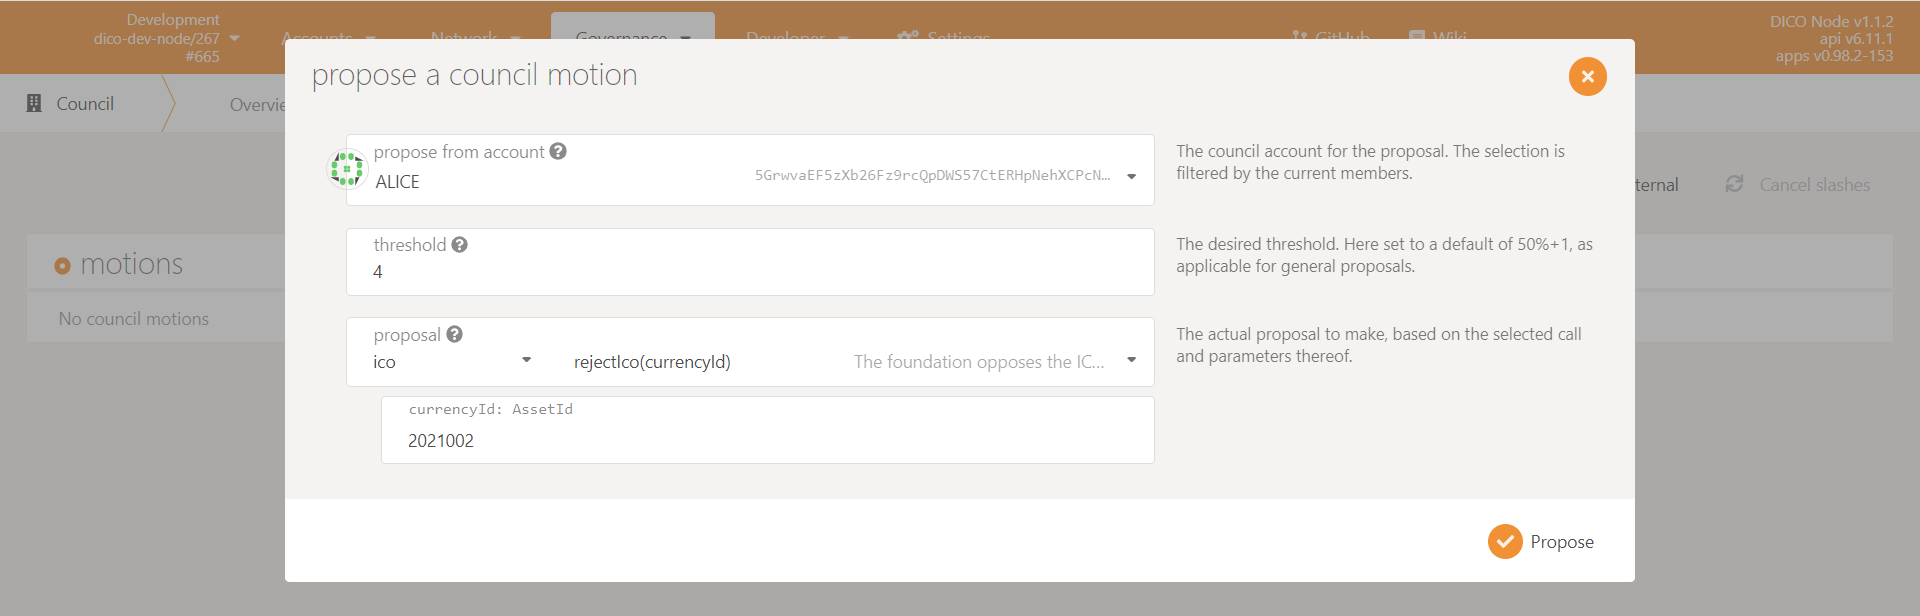 Development
dico-dev-node/267
#665
Accounts
Network
Governance
Developer
Settings
GitHub
Wiki
DICO Node v1.1.2
api v6.11.1
apps v0.98.2-153
Council
Overvie
propose a council motion
propose from account
ALICE
5GrwvaEF5zXb26Fz9rcQpDWS57CtERHpNehXCPcN…
The council account for the proposal. The selection is
filtered by the current members.
ternal
Cancel slashes
threshold
4
The desired threshold. Here set to a default of 50%+1, as
applicable for general proposals.
motions
No council motions
proposal
ico
rejectIco(currencyId)
The foundation opposes the IC…
The actual proposal to make, based on the selected call
and parameters thereof.
currencyId: AssetId
2021002
Propose